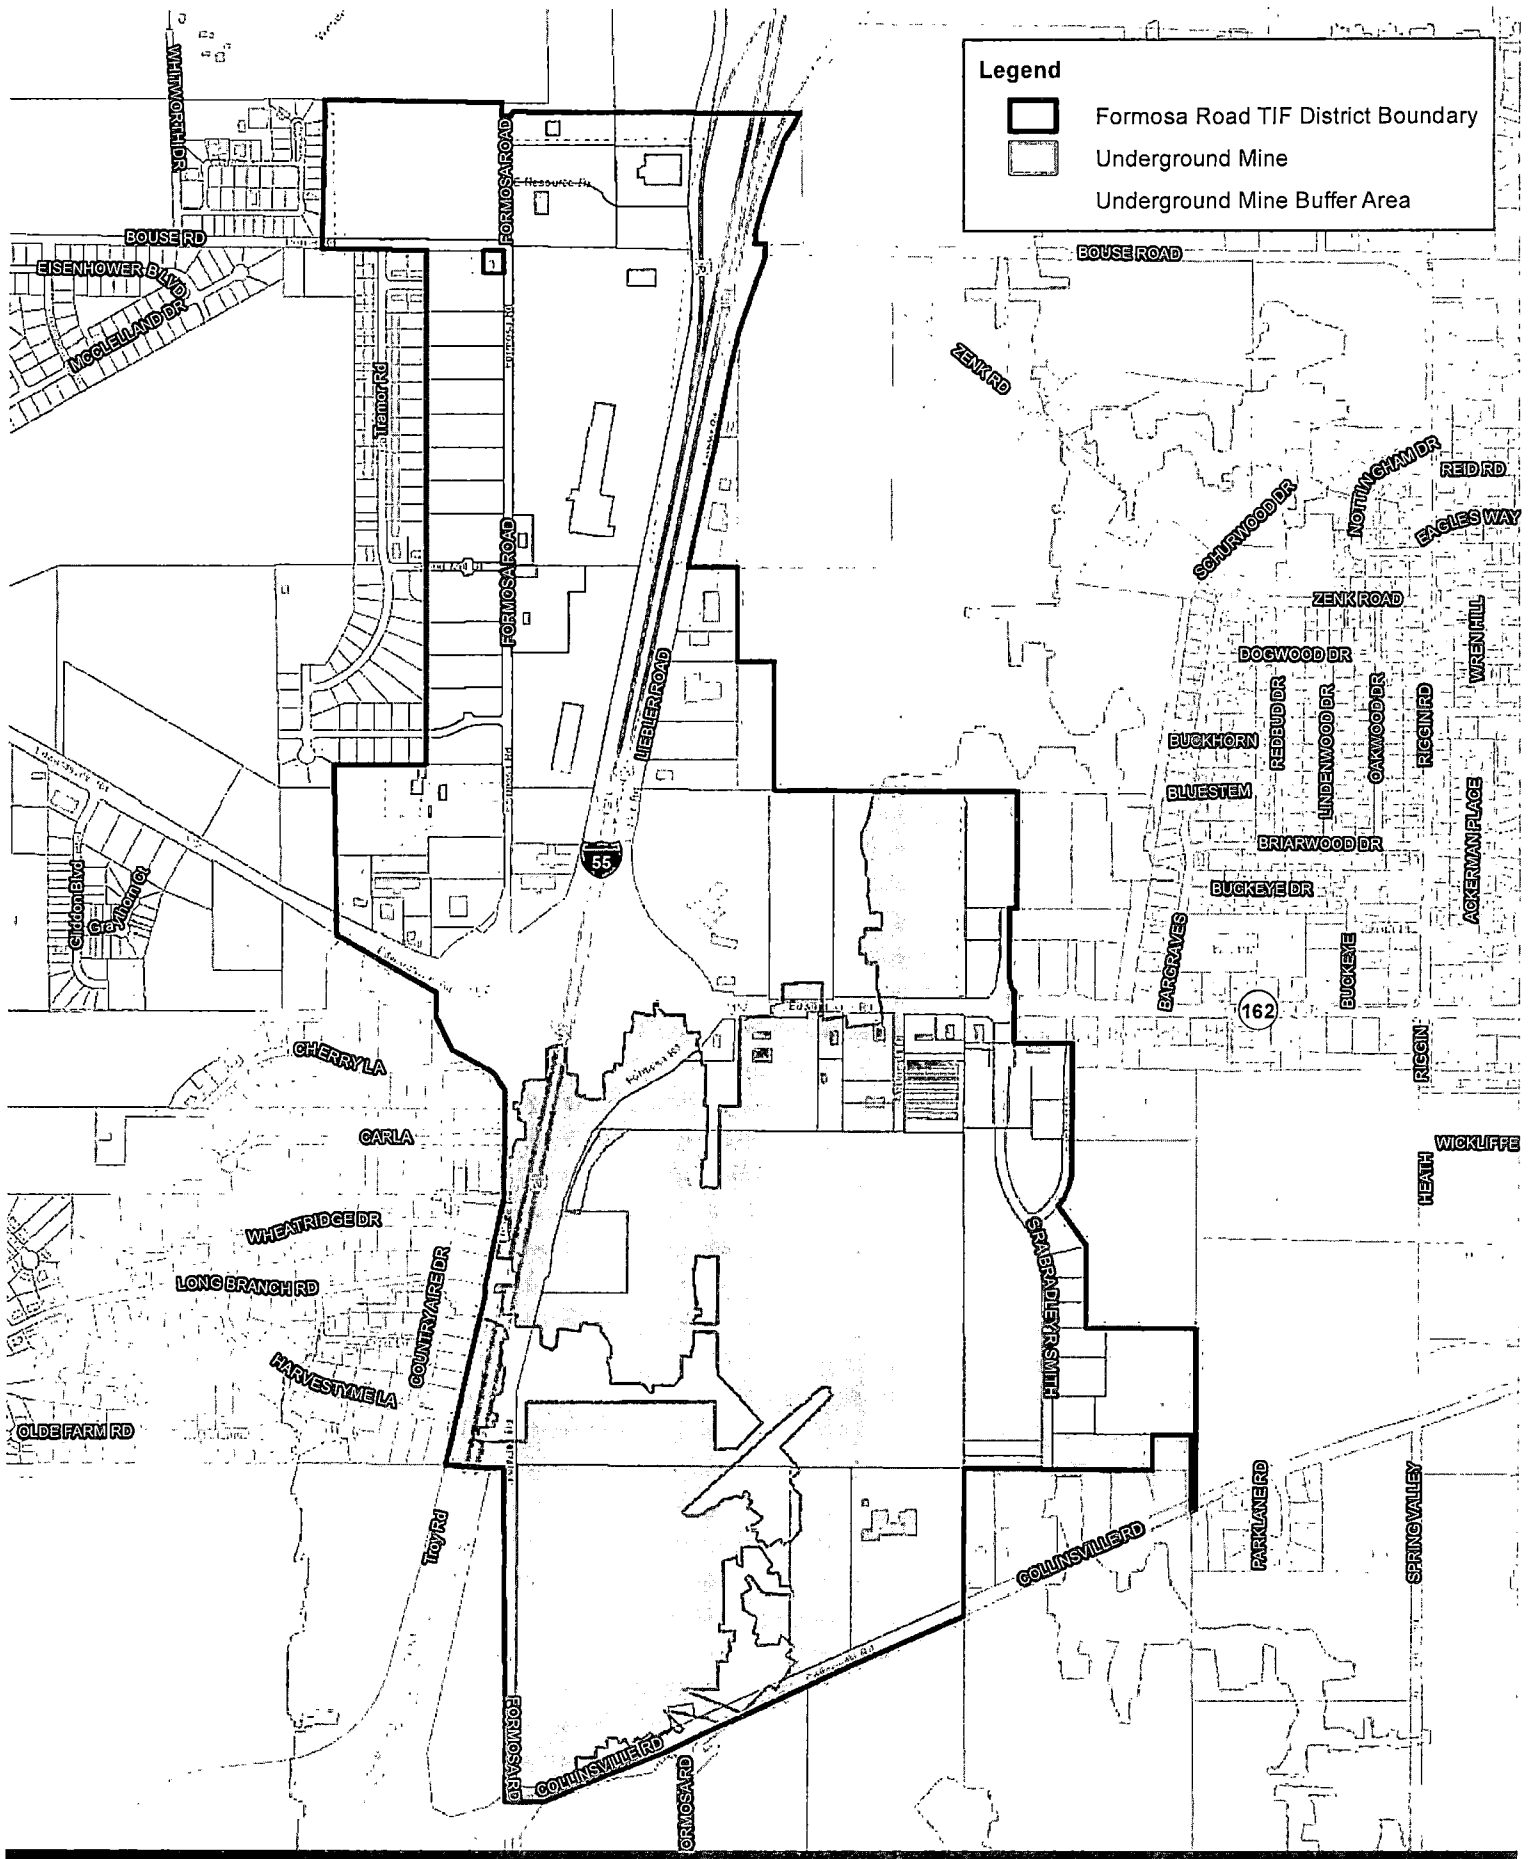 Legend
Formosa Road TIF District Boundary
Underground Mine
Underground Mine Buffer Area
WHITWORTH DR
FORMOSA ROAD
E Resource Dr
BOUSE RD
BOUSE ROAD
EISENHOWER BLVD
MCCLELLAND DR
ZENK RD
Tramor Rd
NOTTINGHAM DR
REID RD
SCHURWOOD DR
EAGLES WAY
FORMOSA ROAD
ZENK ROAD
WREN HILL
DOGWOOD DR
LIEBLER ROAD
REDBUD DR
LINDENWOOD DR
OAKWOOD DR
RIGGIN RD
BUCKHORN
BLUESTEM
BRIARWOOD DR
ACKERMAN PLACE
55
BUCKEYE DR
Gliddon Blvd
Graythorn Ct
BARGRAVES
BUCKEYE
162
CHERRY LA
RIGGIN
CARLA
WICKLIFFE
HEATH
WHEATRIDGE DR
SRA BRADLEY R SMITH
LONG BRANCH RD
COUNTRYAIRE DR
HARVESTYME LA
OLDE FARM RD
Troy Rd
PARKLANE RD
SPRING VALLEY
COLLINSVILLE RD
FORMOSA RD
COLLINSVILLE RD
ORMOSA RD